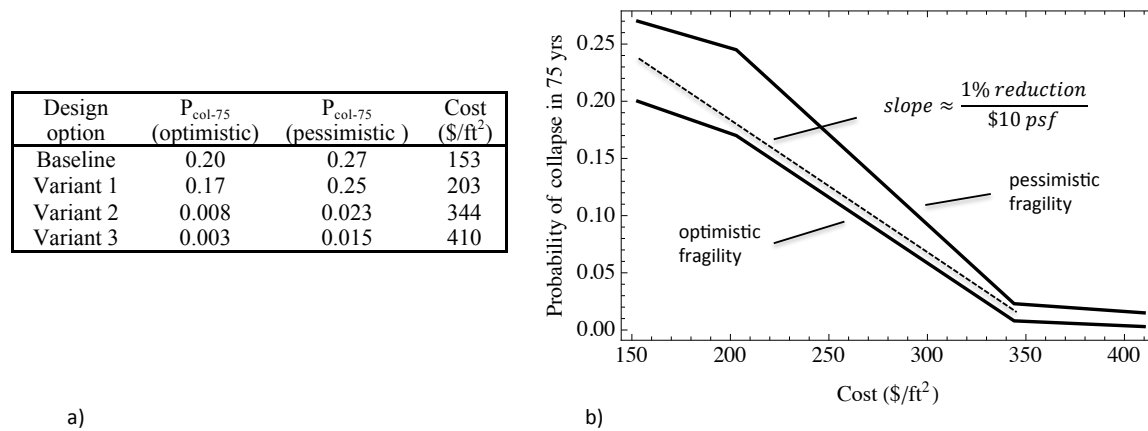 Design option P_col-75 (optimistic) P_col-75 (pessimistic ) Cost ($/ft²)
Baseline 0.20 0.27 153
Variant 1 0.17 0.25 203
Variant 2 0.008 0.023 344
Variant 3 0.003 0.015 410
a)
Probability of collapse in 75 yrs
0.25
0.20
0.15
0.10
0.05
0.00
slope ≈ 1% reduction / $10 psf
pessimistic
fragility
optimistic
fragility
150 200 250 300 350 400
Cost ($/ft²)
b)